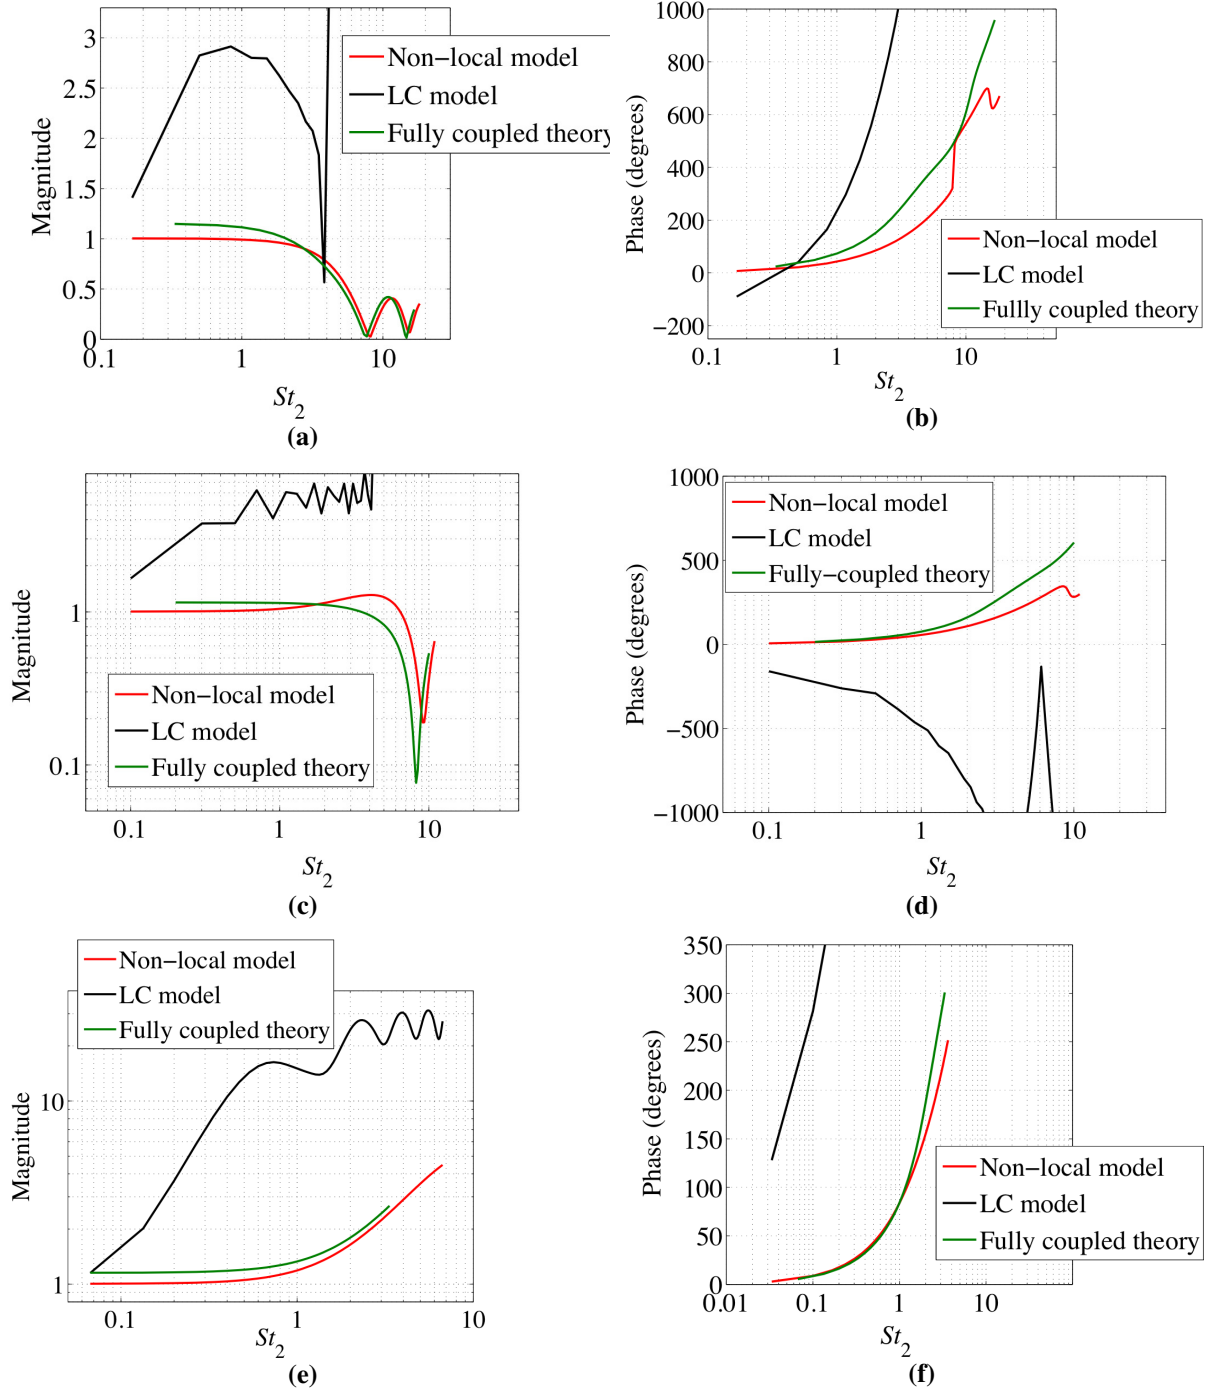 3
2.5
2
1.5
1
0.5
0
Magnitude
Non−local model
LC model
Fully coupled theory
0.1
1
10
St2
(a)
1000
800
600
400
200
0
−200
Phase (degrees)
Non−local model
LC model
Fullly coupled theory
0.1
1
10
St2
(b)
1
0.1
Magnitude
Non−local model
LC model
Fully coupled theory
0.1
1
10
St2
(c)
1000
500
0
−500
−1000
Phase (degrees)
Non−local model
LC model
Fully−coupled theory
0.1
1
10
St2
(d)
Non−local model
LC model
Fully coupled theory
10
1
Magnitude
0.1
1
10
St2
(e)
350
300
250
200
150
100
50
0
Phase (degrees)
Non−local model
LC model
Fully coupled theory
0.01
0.1
1
10
St2
(f)